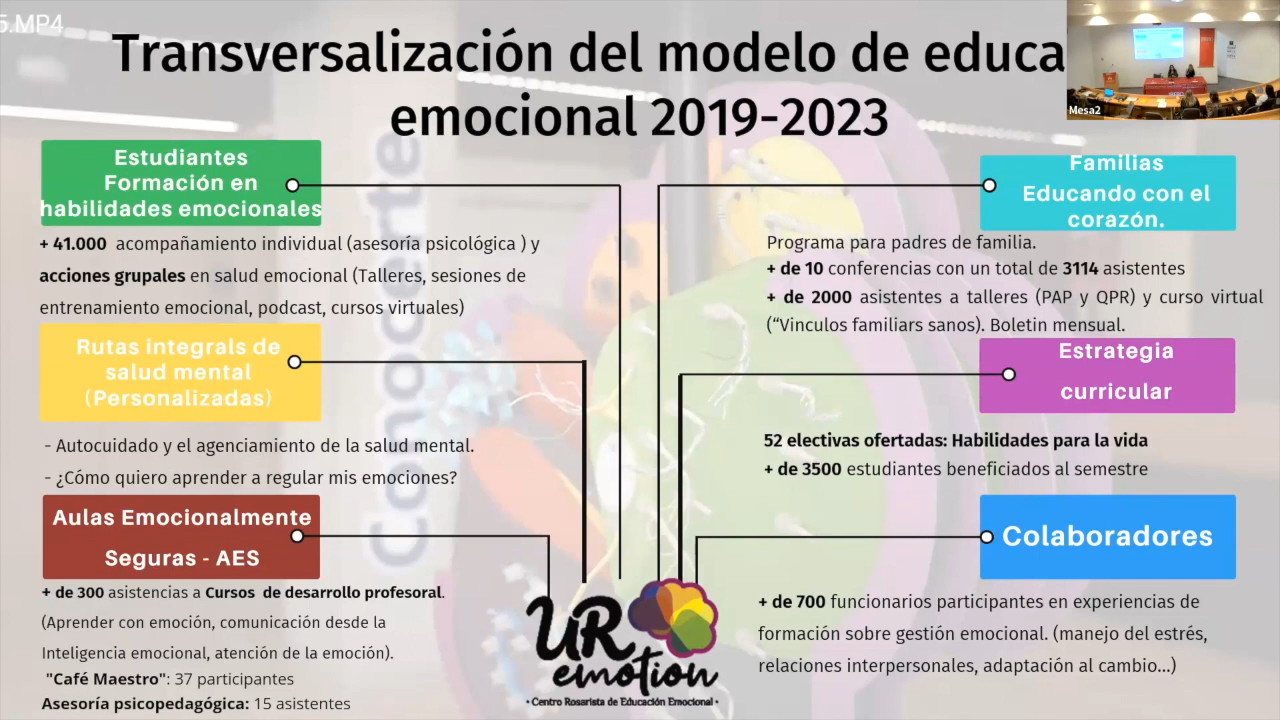 5.MP4
Transversalización del modelo de educa
emocional 2019-2023
Mesa2
Estudiantes
Formación en
habilidades emocionales
+ 41.000 acompañamiento individual (asesoría psicológica ) y
acciones grupales en salud emocional (Talleres, sesiones de
entrenamiento emocional, podcast, cursos virtuales)
Rutas integrals de
salud mental
(Personalizadas)
- Autocuidado y el agenciamiento de la salud mental.
- ¿Cómo quiero aprender a regular mis emociones?
Aulas Emocionalmente
Seguras - AES
+ de 300 asistencias a Cursos de desarrollo profesoral.
(Aprender con emoción, comunicación desde la
Inteligencia emocional, atención de la emoción).
"Café Maestro": 37 participantes
Asesoría psicopedagógica: 15 asistentes
Familias
Educando con el
corazón.
Programa para padres de familia.
+ de 10 conferencias con un total de 3114 asistentes
+ de 2000 asistentes a talleres (PAP y QPR) y curso virtual
(“Vinculos familiars sanos). Boletin mensual.
Estrategia
curricular
52 electivas ofertadas: Habilidades para la vida
+ de 3500 estudiantes beneficiados al semestre
Colaboradores
+ de 700 funcionarios participantes en experiencias de
formación sobre gestión emocional. (manejo del estrés,
relaciones interpersonales, adaptación al cambio...)
Conocerte
UR
emotion
• Centro Rosarista de Educación Emocional •